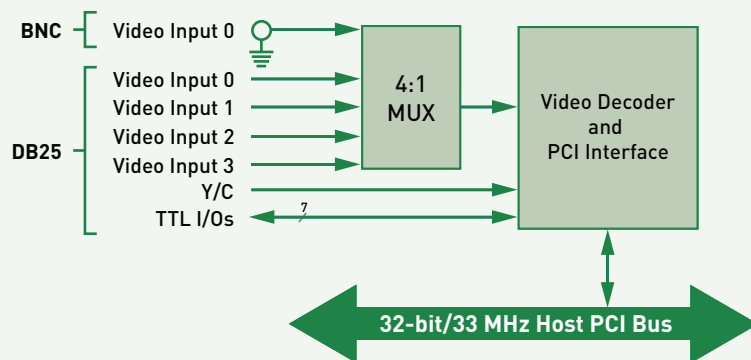 BNC
Video Input 0
DB25
Video Input 0
Video Input 1
Video Input 2
Video Input 3
Y/C
TTL I/Os
7
4:1
MUX
Video Decoder
and
PCI Interface
32-bit/33 MHz Host PCI Bus